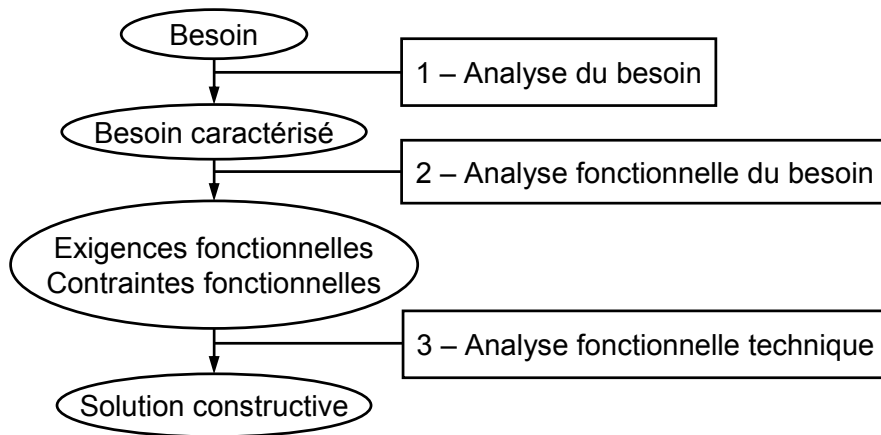 Besoin
1 – Analyse du besoin
Besoin caractérisé
2 – Analyse fonctionnelle du besoin
Exigences fonctionnelles
Contraintes fonctionnelles
3 – Analyse fonctionnelle technique
Solution constructive